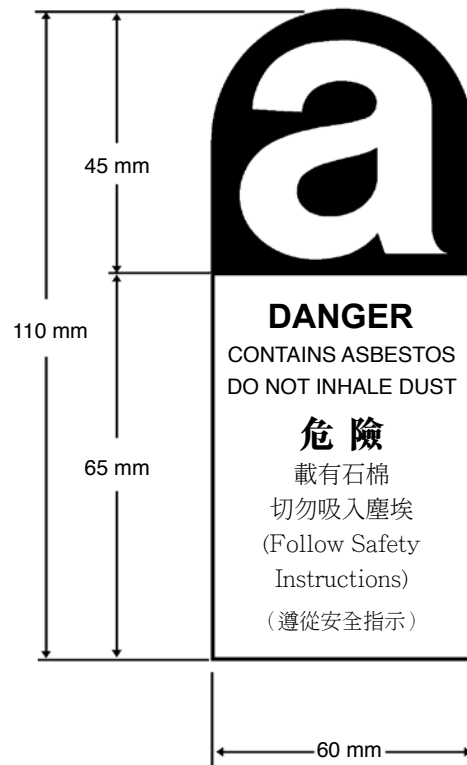 a
45 mm
110 mm
DANGER
CONTAINS ASBESTOS
DO NOT INHALE DUST
危 險
載有石棉
65 mm
切勿吸入塵埃
(Follow Safety
Instructions)
（遵從安全指示）
60 mm